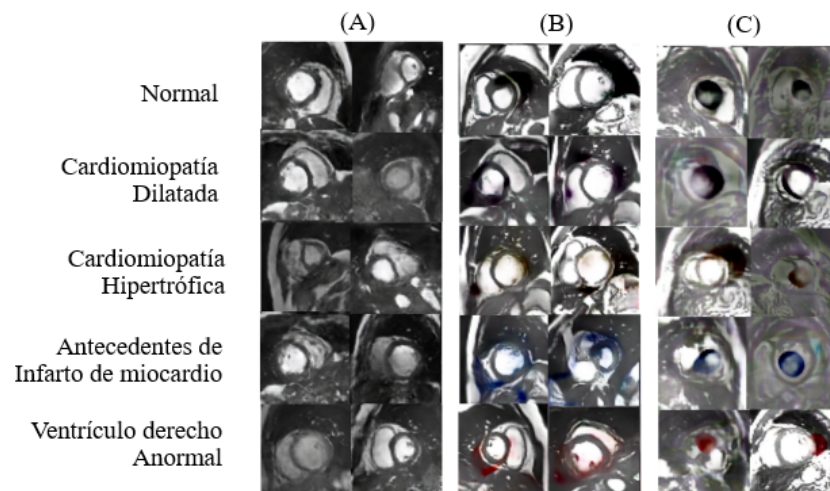 (A) (B) (C)
Normal
Cardiomiopatía
Dilatada
Cardiomiopatía
Hipertrófica
Antecedentes de
Infarto de miocardio
Ventrículo derecho
Anormal